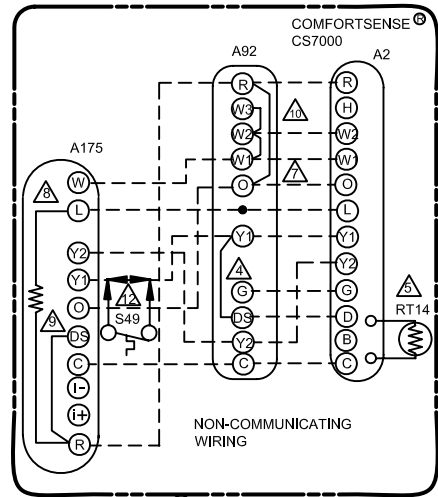 COMFORTSENSE ®
CS7000
A92
A2
A175
R
W3
W2
W1
O
Y1
G
DS
Y2
C
R
H
W2
W1
O
L
Y1
Y2
G
D
B
C
W
L
Y2
Y1
O
DS
C
I-
i+
R
10
7
8
4
12
5
9
S49
RT14
NON-COMMUNICATING
WIRING